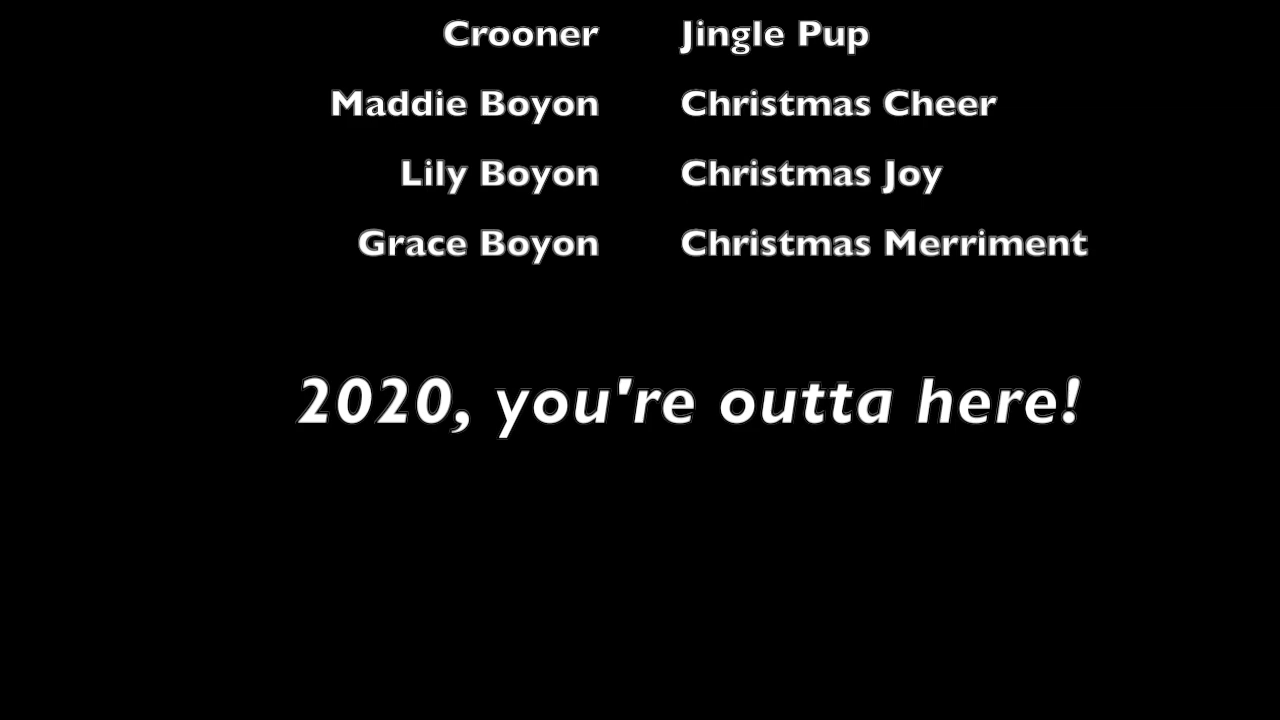 Crooner Jingle Pup
Maddie Boyon Christmas Cheer
Lily Boyon Christmas Joy
Grace Boyon Christmas Merriment
2020, you're outta here!